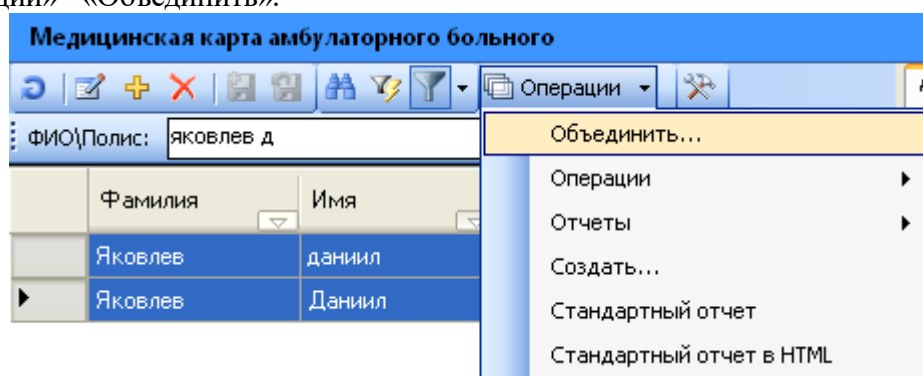 «Объединить».
Медицинская карта амбулаторного больного
Операции
ФИО\Полис: яковлев д
Объединить...
Операции
Фамилия Имя
Отчеты
Яковлев даниил
Создать...
Яковлев Даниил
Стандартный отчет
Стандартный отчет в HTML